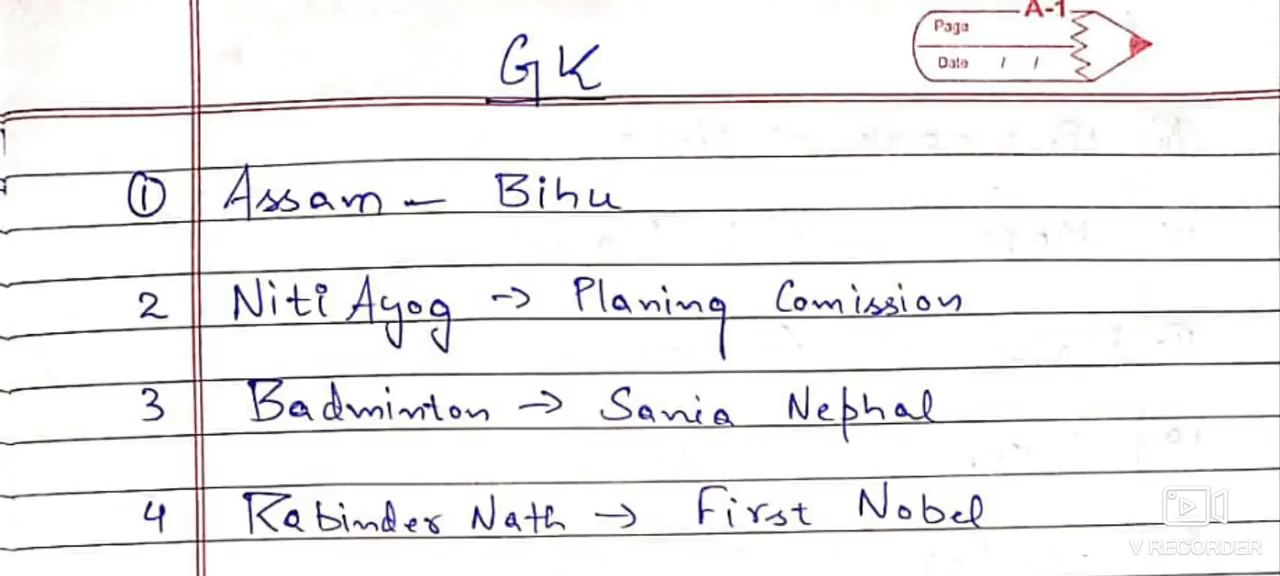 A-1
Page
Date / /
GK
① Assam - Bihu
2 Niti Ayog → Planing Comission
3 Badminton → Sania Nephal
4 Rabinder Nath → First Nobel
V RECORDER